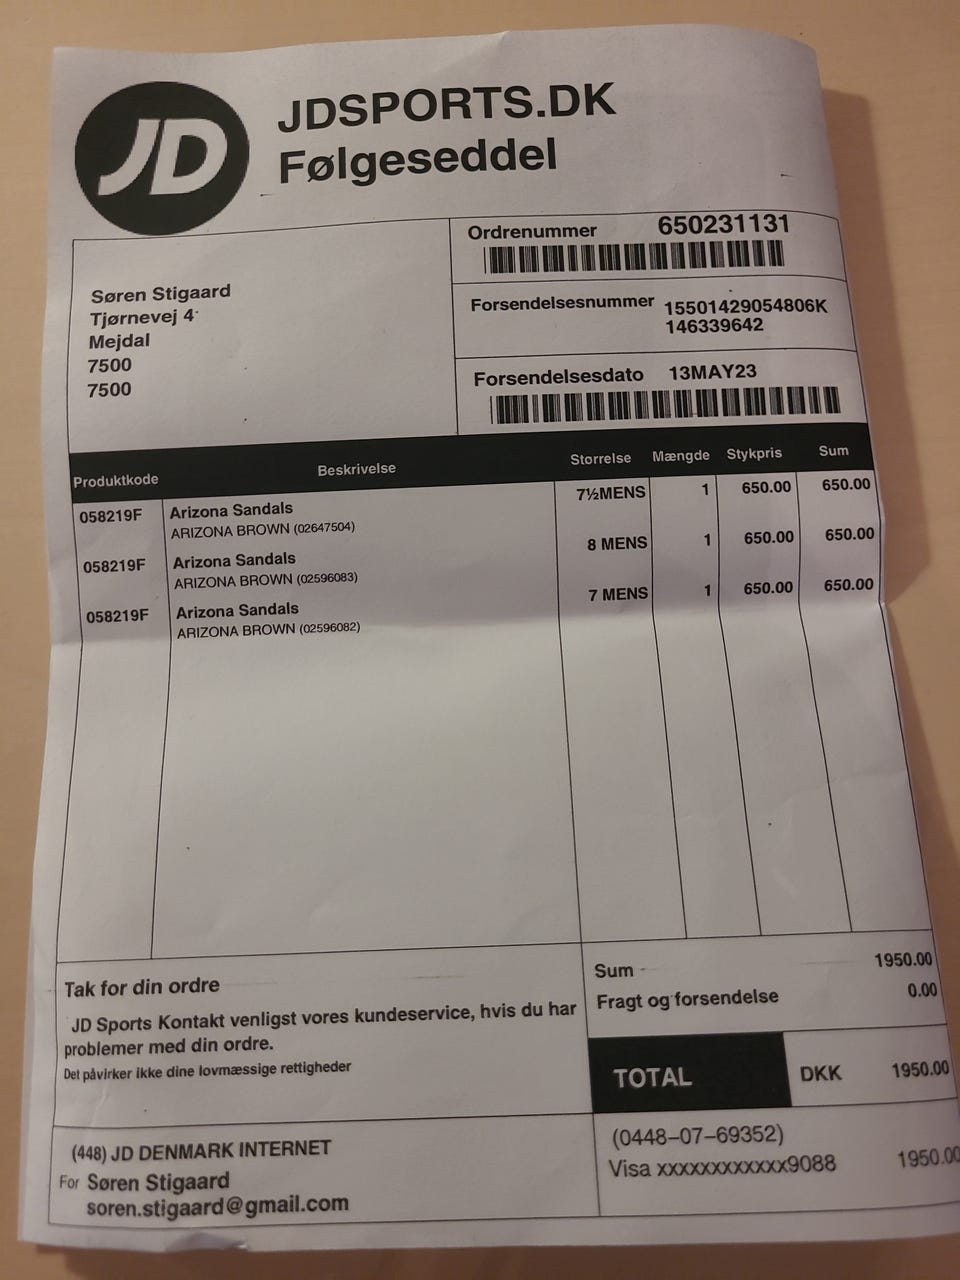 JD
JDSPORTS.DK
Følgeseddel
Ordrenummer 650231131
Søren Stigaard
Tjørnevej 4
Mejdal
7500
7500
Forsendelsesnummer 15501429054806K
146339642
Forsendelsesdato 13MAY23
Produktkode Beskrivelse Størrelse Mængde Stykpris Sum
058219F Arizona Sandals 7½MENS 1 650.00 650.00
ARIZONA BROWN (02647504)
058219F Arizona Sandals 8 MENS 1 650.00 650.00
ARIZONA BROWN (02596083)
058219F Arizona Sandals 7 MENS 1 650.00 650.00
ARIZONA BROWN (02596082)
Tak for din ordre
JD Sports Kontakt venligst vores kundeservice, hvis du har
problemer med din ordre.
Det påvirker ikke dine lovmæssige rettigheder
Sum 1950.00
Fragt og forsendelse 0.00
TOTAL DKK 1950.00
(448) JD DENMARK INTERNET
For Søren Stigaard
soren.stigaard@gmail.com
(0448-07-69352)
Visa xxxxxxxxxxxx9088 1950.00